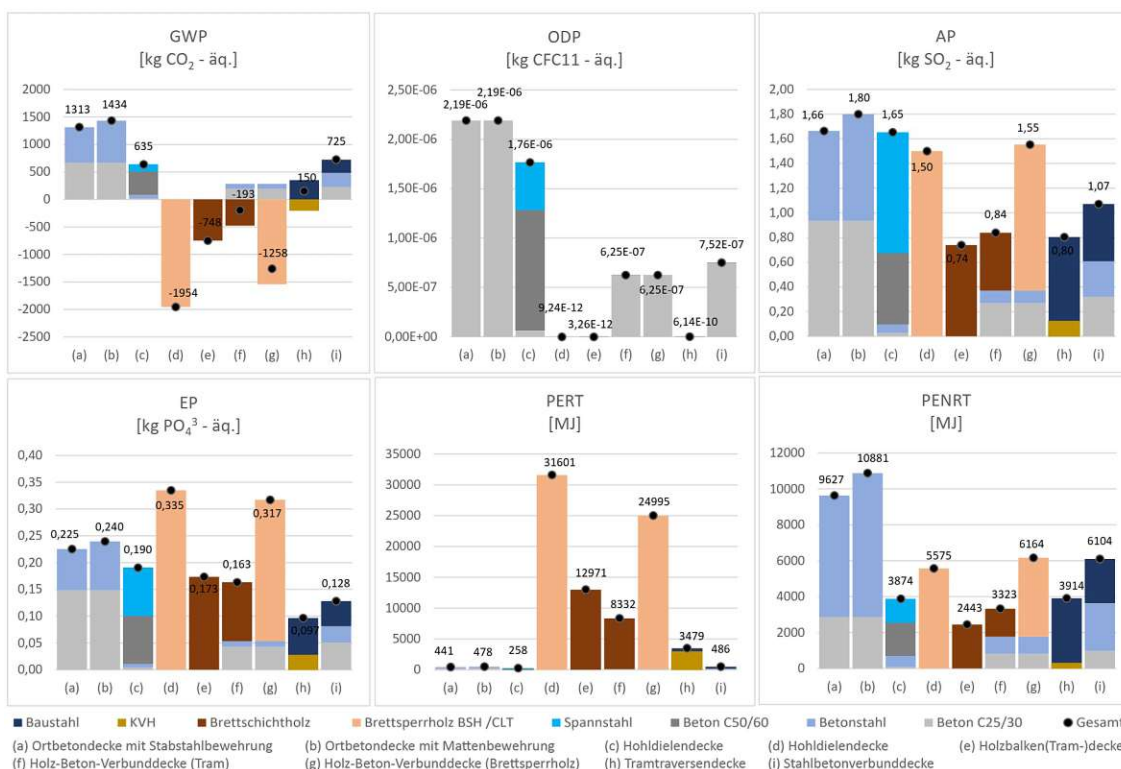 GWP
[kg CO2 - äq.]
2000
1500
1000
500
0
-500
-1000
-1500
-2000
-2500
1313
1434
635
-1954
-748
-193
-1258
150
725
(a) (b) (c) (d) (e) (f) (g) (h) (i)
ODP
[kg CFC11 - äq.]
2,50E-06
2,00E-06
1,50E-06
1,00E-06
5,00E-07
0,00E+00
2,19E-06
2,19E-06
1,76E-06
9,24E-12
3,26E-12
6,25E-07
6,25E-07
6,14E-10
7,52E-07
(a) (b) (c) (d) (e) (f) (g) (h) (i)
AP
[kg SO2 - äq.]
2,00
1,80
1,60
1,40
1,20
1,00
0,80
0,60
0,40
0,20
0,00
1,66
1,80
1,65
1,50
0,74
0,84
1,55
0,80
1,07
(a) (b) (c) (d) (e) (f) (g) (h) (i)
EP
[kg PO4³ - äq.]
0,40
0,35
0,30
0,25
0,20
0,15
0,10
0,05
0,00
0,225
0,240
0,190
0,335
0,173
0,163
0,317
0,097
0,128
(a) (b) (c) (d) (e) (f) (g) (h) (i)
PERT
[MJ]
35000
30000
25000
20000
15000
10000
5000
0
441
478
258
31601
12971
8332
24995
3479
486
(a) (b) (c) (d) (e) (f) (g) (h) (i)
PENRT
[MJ]
12000
10000
8000
6000
4000
2000
0
9627
10881
3874
5575
2443
3323
6164
3914
6104
(a) (b) (c) (d) (e) (f) (g) (h) (i)
Baustahl KVH Brettschichtholz Brettsperrholz BSH /CLT Spannstahl Beton C50/60 Betonstahl Beton C25/30 Gesamt
(a) Ortbetondecke mit Stabstahlbewehrung (b) Ortbetondecke mit Mattenbewehrung (c) Hohldielendecke (d) Hohldielendecke (e) Holzbalken(Tram-)decke
(f) Holz-Beton-Verbunddecke (Tram) (g) Holz-Beton-Verbunddecke (Brettsperrholz) (h) Tramtraversendecke (i) Stahlbetonverbunddecke